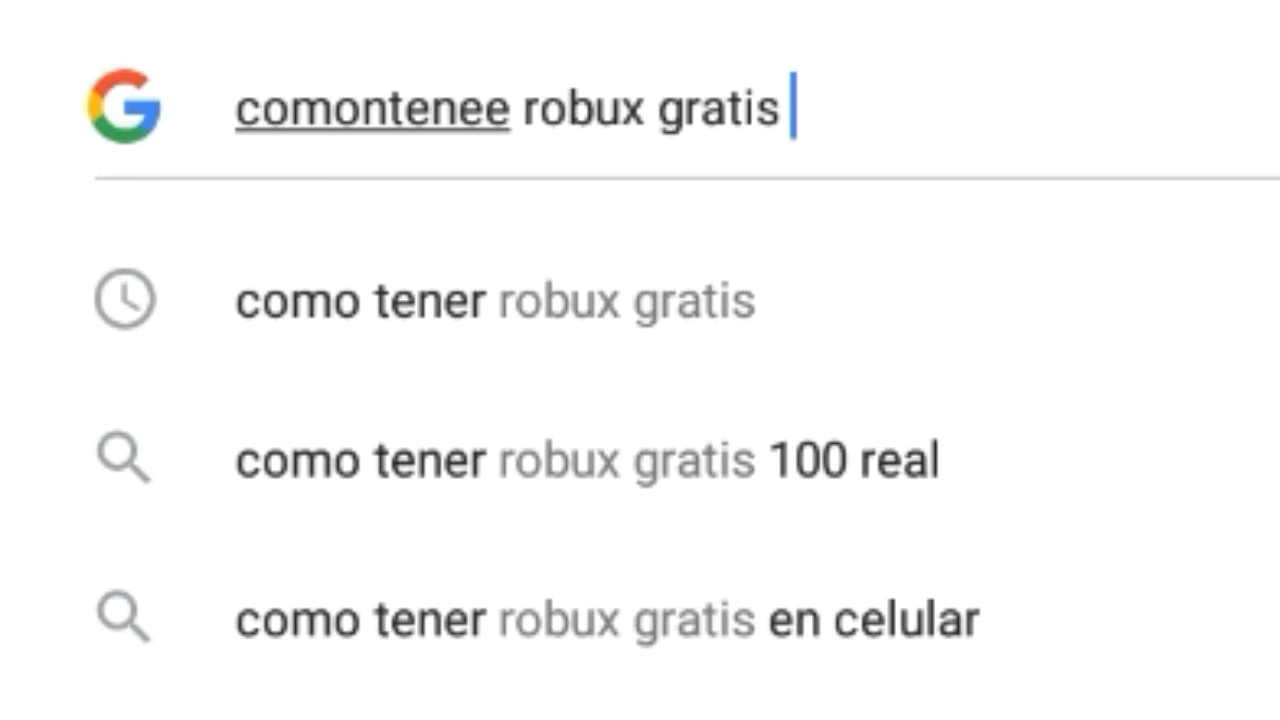 comontenee robux gratis
como tener robux gratis
como tener robux gratis 100 real
como tener robux gratis en celular